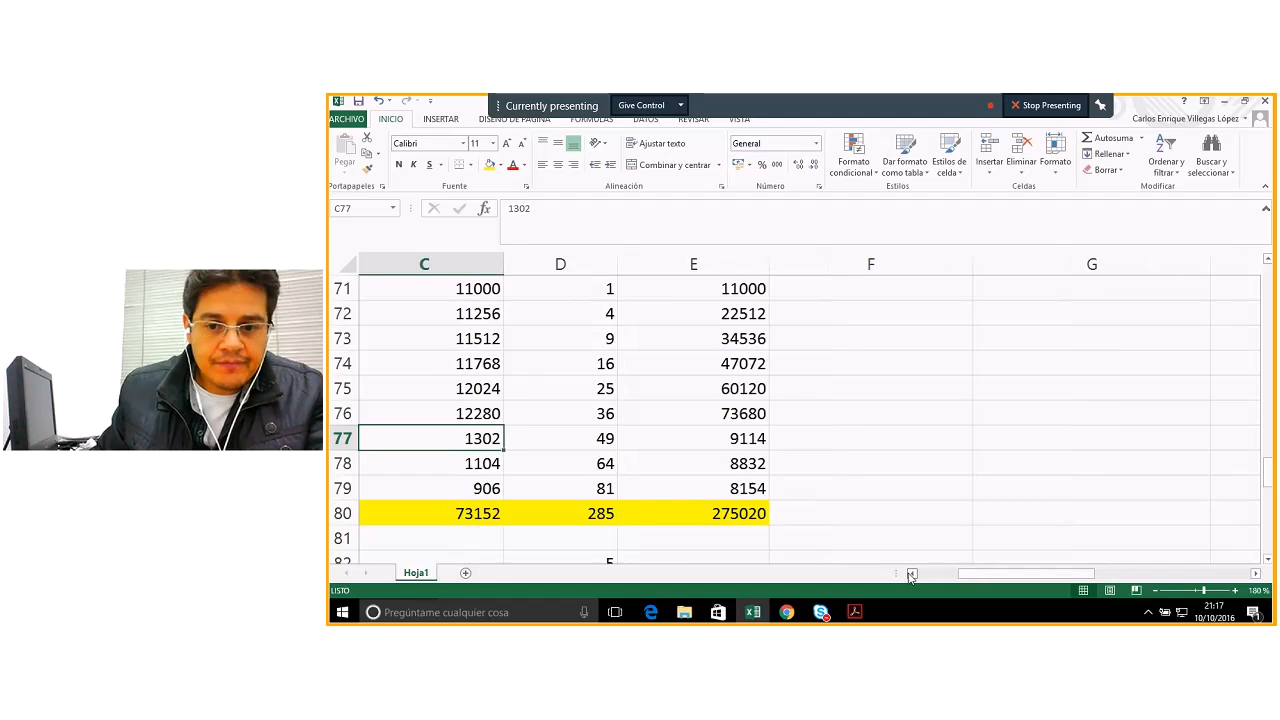 Currently presenting Give Control Stop Presenting
ARCHIVO INICIO INSERTAR DISEÑO DE PÁGINA FÓRMULAS DATOS REVISAR VISTA Carlos Enrique Villegas López
Pegar
Calibri 11
N K S
Ajustar texto
Combinar y centrar
General
% 000
Formato condicional
Dar formato como tabla
Estilos de celda
Insertar Eliminar Formato
Autosuma
Rellenar
Borrar
Ordenar y filtrar
Buscar y seleccionar
Portapapeles Fuente Alineación Número Estilos Celdas Modificar
C77 fx 1302
C D E F G
71 11000 1 11000
72 11256 4 22512
73 11512 9 34536
74 11768 16 47072
75 12024 25 60120
76 12280 36 73680
77 1302 49 9114
78 1104 64 8832
79 906 81 8154
80 73152 285 275020
81
82 5
Hoja1
LISTO 180 %
Pregúntame cualquier cosa
21:17
10/10/2016